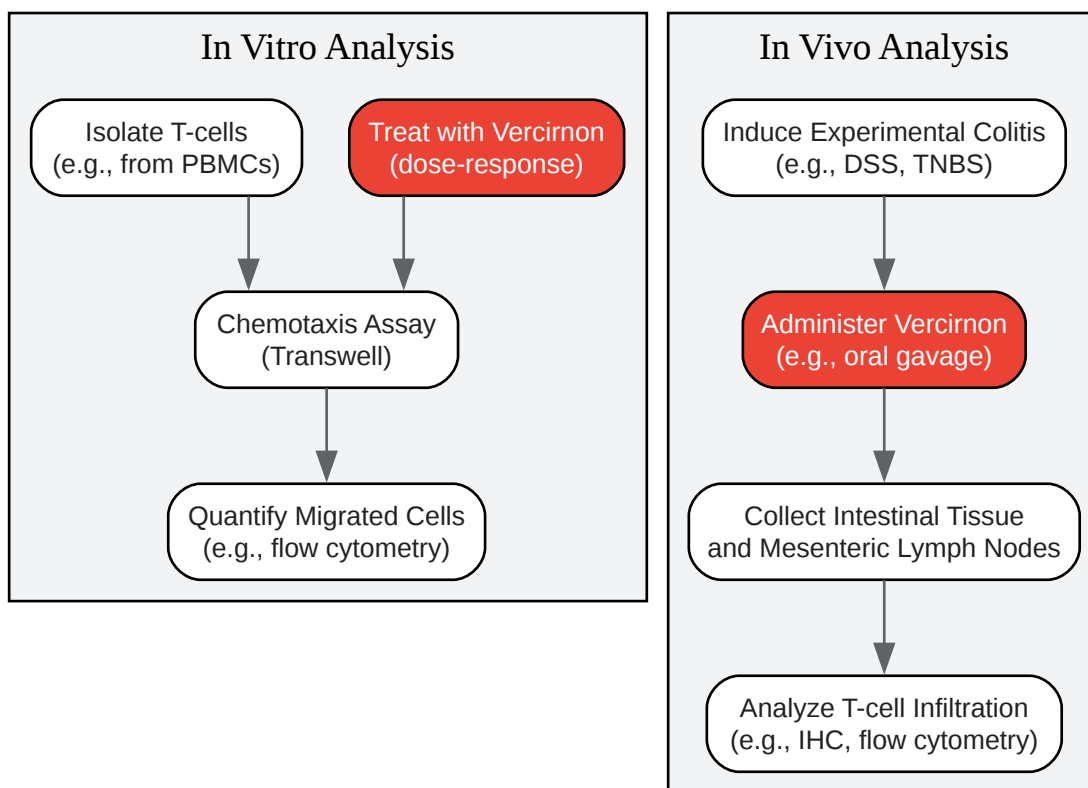 In Vitro Analysis
Isolate T-cells
(e.g., from PBMCs)
Treat with Vercirnon
(dose-response)
Chemotaxis Assay
(Transwell)
Quantify Migrated Cells
(e.g., flow cytometry)
In Vivo Analysis
Induce Experimental Colitis
(e.g., DSS, TNBS)
Administer Vercirnon
(e.g., oral gavage)
Collect Intestinal Tissue
and Mesenteric Lymph Nodes
Analyze T-cell Infiltration
(e.g., IHC, flow cytometry)